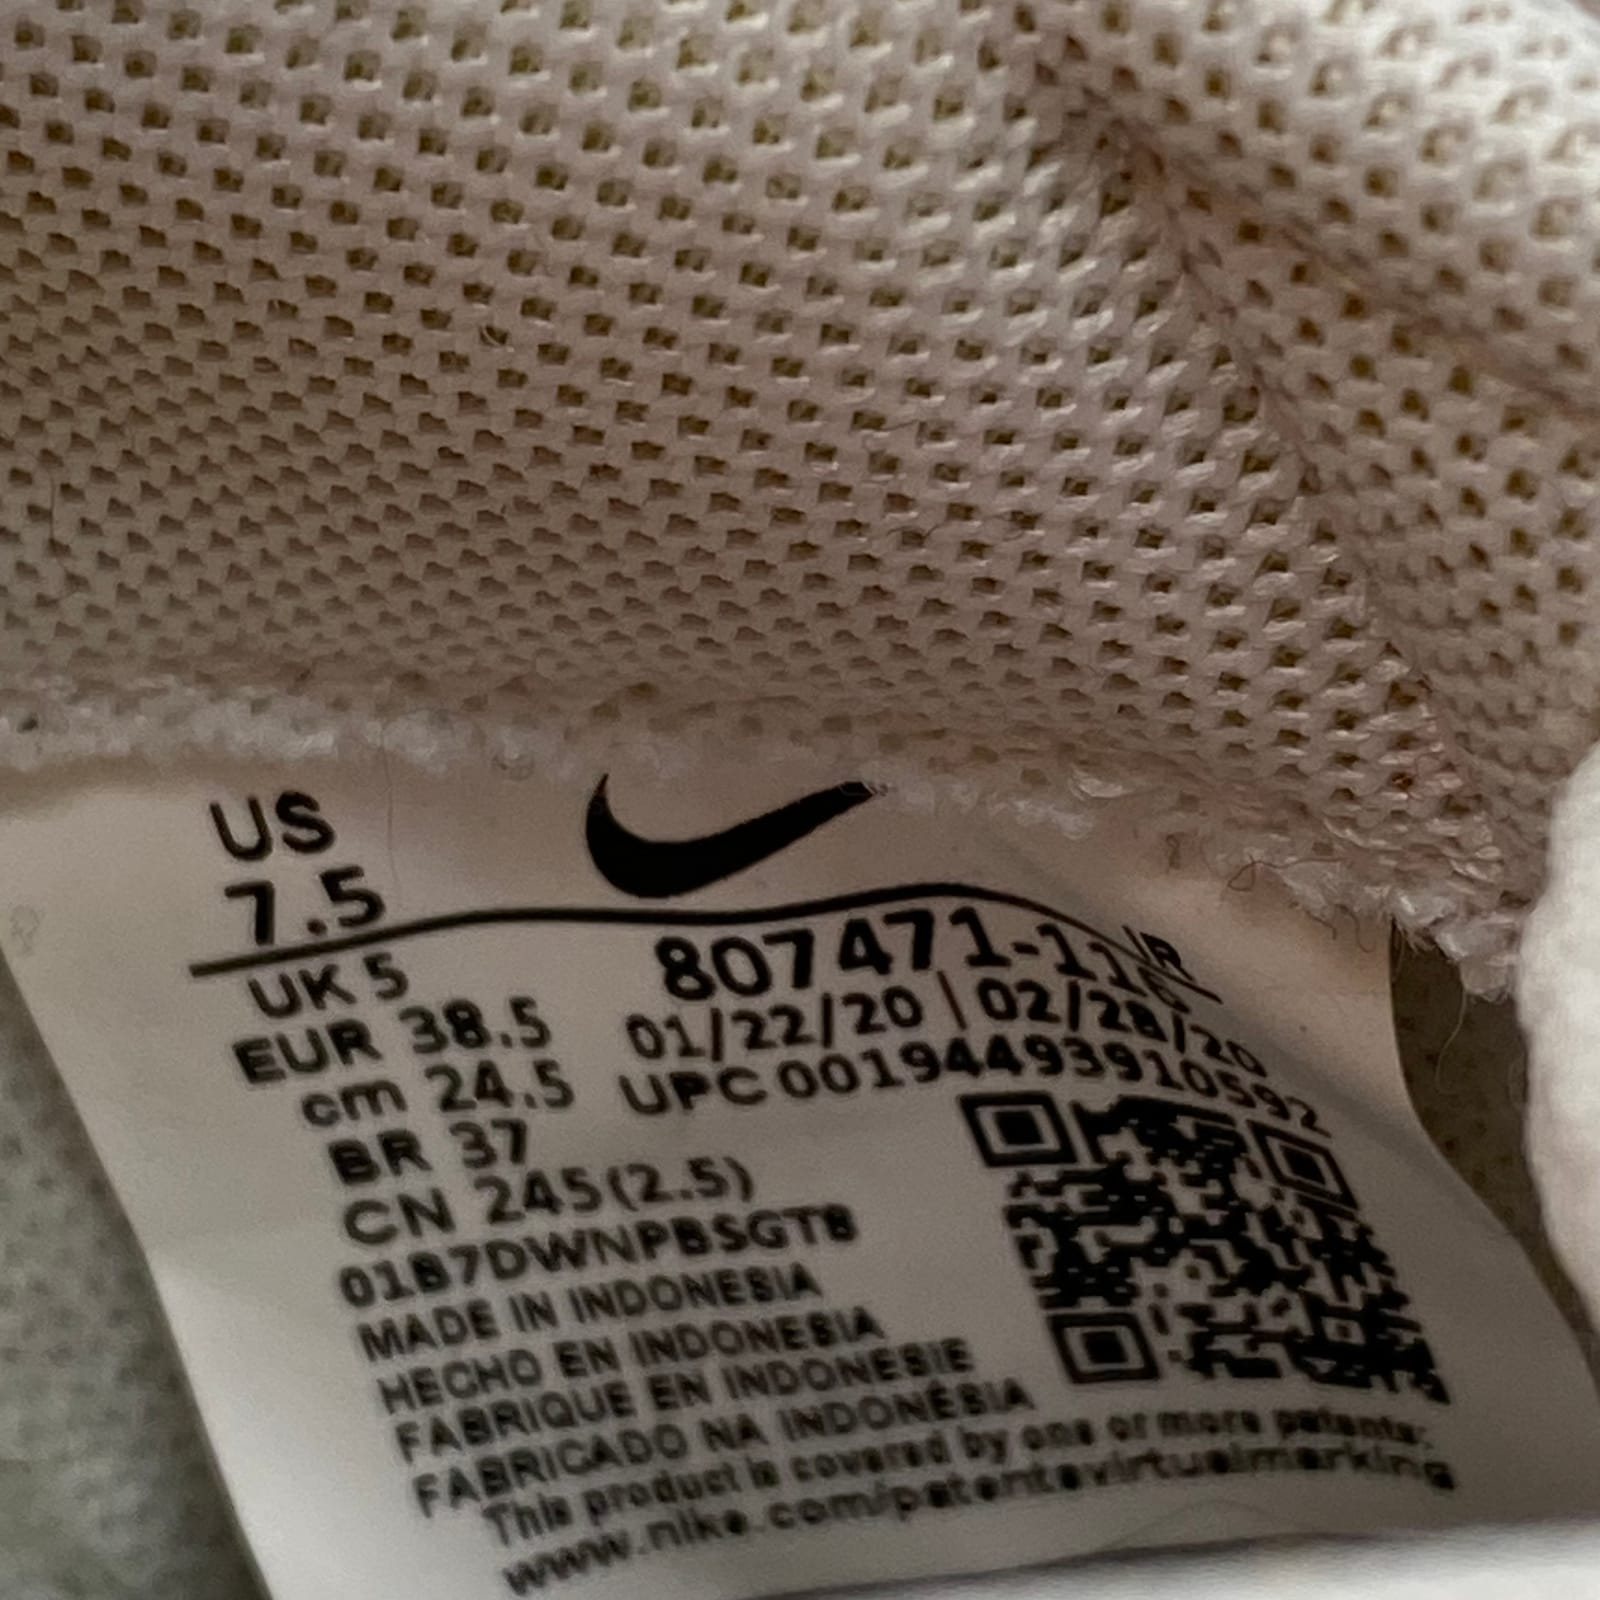 US
7.5
UK 5
EUR 38.5
cm 24.5
BR 37
CN 245(2.5)
807471-116
01/22/20 | 02/28/20
UPC 00194493910592
01B7DWNPBSGT8
MADE IN INDONESIA
HECHO EN INDONESIA
FABRIQUE EN INDONESIE
FABRICADO NA INDONÉSIA
This product is covered by one or more patents:
www.nike.com/patentsvirtualmarking